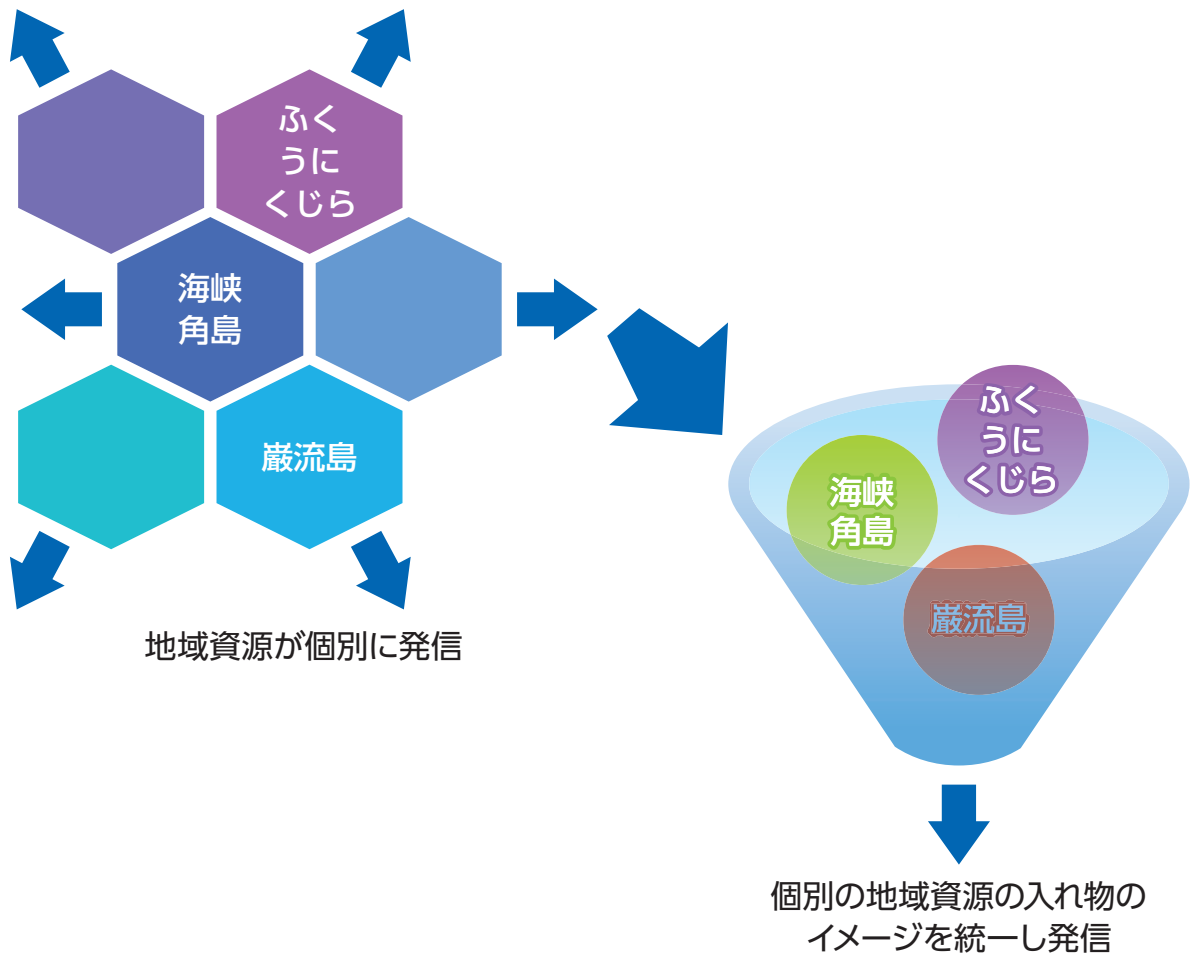 ふく
うに
くじら
海峡
角島
巌流島
地域資源が個別に発信
ふく
うに
くじら
海峡
角島
巌流島
個別の地域資源の入れ物の
イメージを統一し発信